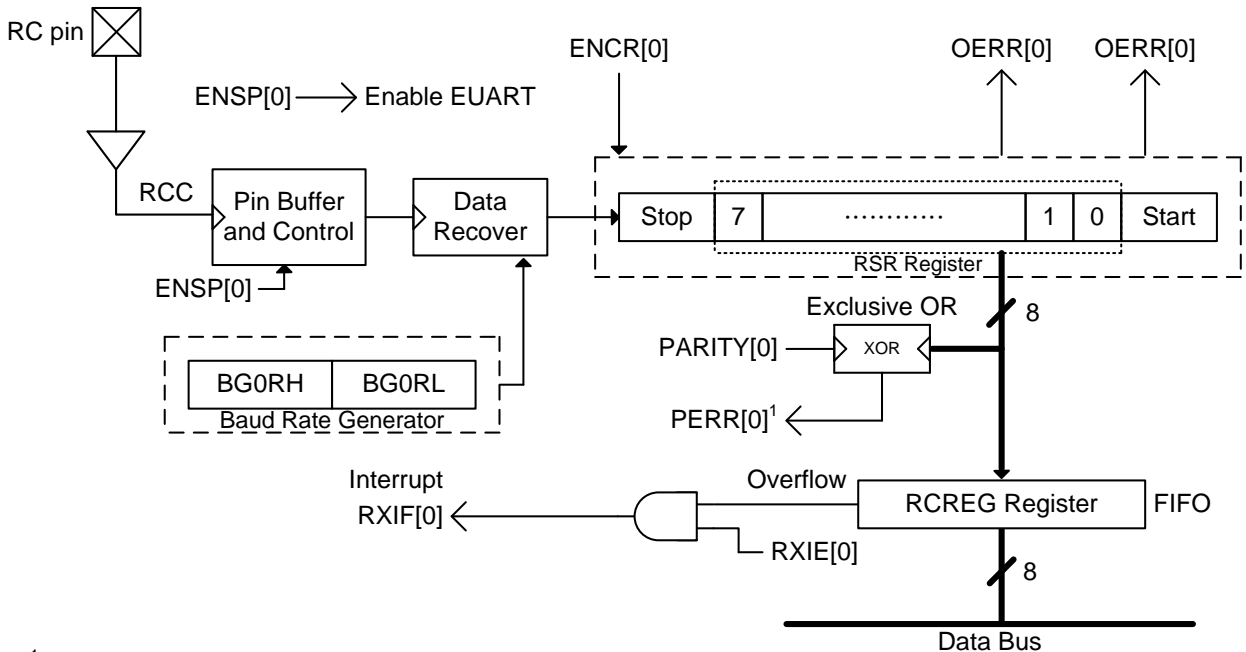 RC pin
ENCR[0]
OERR[0]
OERR[0]
ENSP[0]
Enable EUART
RCC
Pin Buffer
and Control
Data
Recover
Stop
7
............
1
0
Start
RSR Register
ENSP[0]
Exclusive OR
8
PARITY[0]
XOR
BG0RH
BG0RL
Baud Rate Generator
PERR[0]¹
Interrupt
RXIF[0]
Overflow
RCREG Register
FIFO
RXIE[0]
8
Data Bus